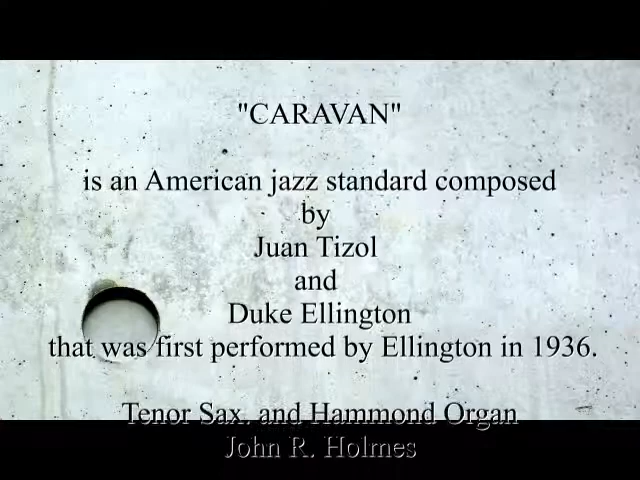 "CARAVAN"
is an American jazz standard composed
by
Juan Tizol
and
Duke Ellington
that was first performed by Ellington in 1936.
Tenor Sax. and Hammond Organ
John R. Holmes